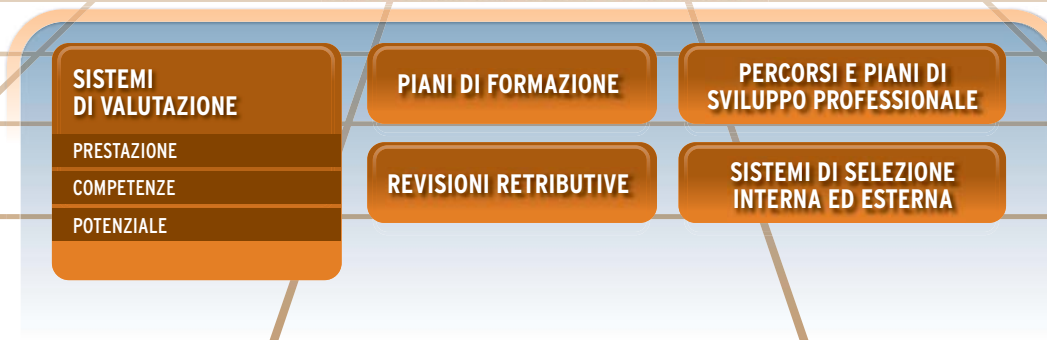 SISTEMI
DI VALUTAZIONE
PRESTAZIONE
COMPETENZE
POTENZIALE
PIANI DI FORMAZIONE
PERCORSI E PIANI DI
SVILUPPO PROFESSIONALE
REVISIONI RETRIBUTIVE
SISTEMI DI SELEZIONE
INTERNA ED ESTERNA